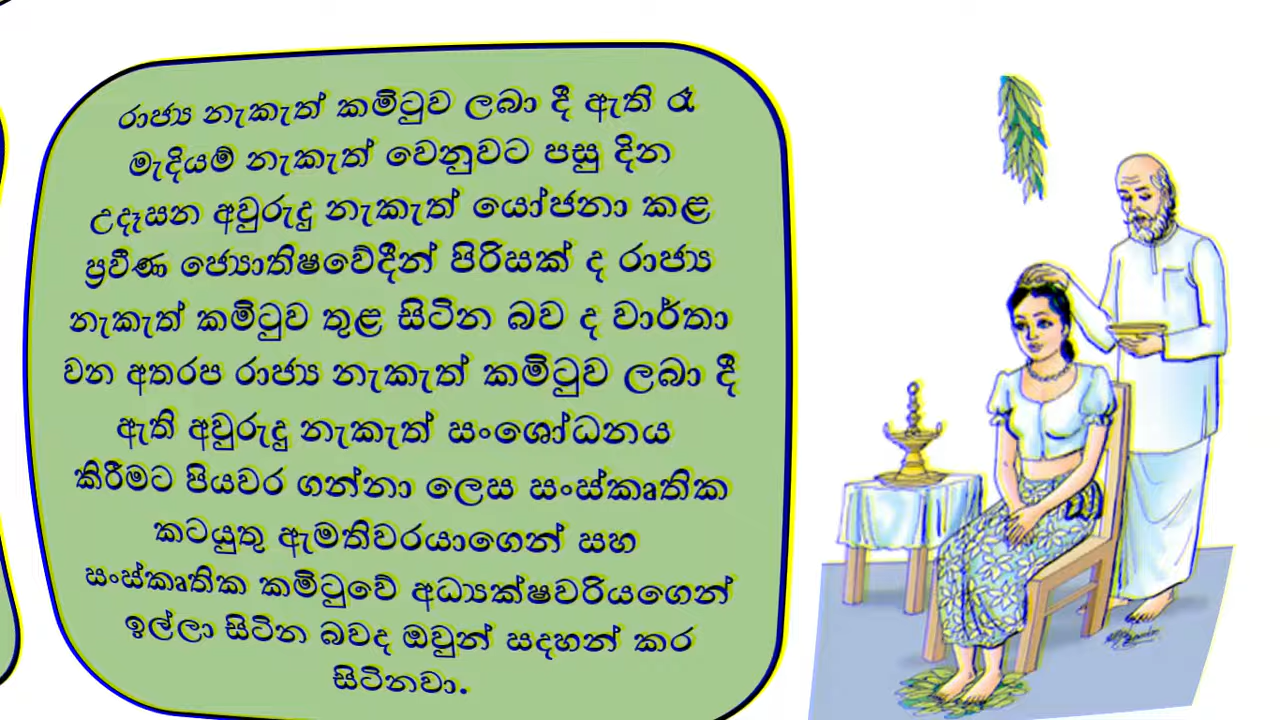 රාජ්‍ය නැකැත් කමිටුව ලබා දී ඇති රෑ
මැදියම් නැකැත් වෙනුවට පසු දින
උදෑසන අවුරුදු නැකැත් යෝජනා කළ
ප්‍රවීණ ජ්‍යොතිෂවේදීන් පිරිසක් ද රාජ්‍ය
නැකැත් කමිටුව තුළ සිටින බව ද වාර්තා
වන අතරප රාජ්‍ය නැකැත් කමිටුව ලබා දී
ඇති අවුරුදු නැකැත් සංශෝධනය
කිරීමට පියවර ගන්නා ලෙස සංස්කෘතික
කටයුතු ඇමතිවරයාගෙන් සහ
සංස්කෘතික කමිටුවේ අධ්‍යක්ෂවරියගෙන්
ඉල්ලා සිටින බවද ඔවුන් සදහන් කර
සිටිනවා.